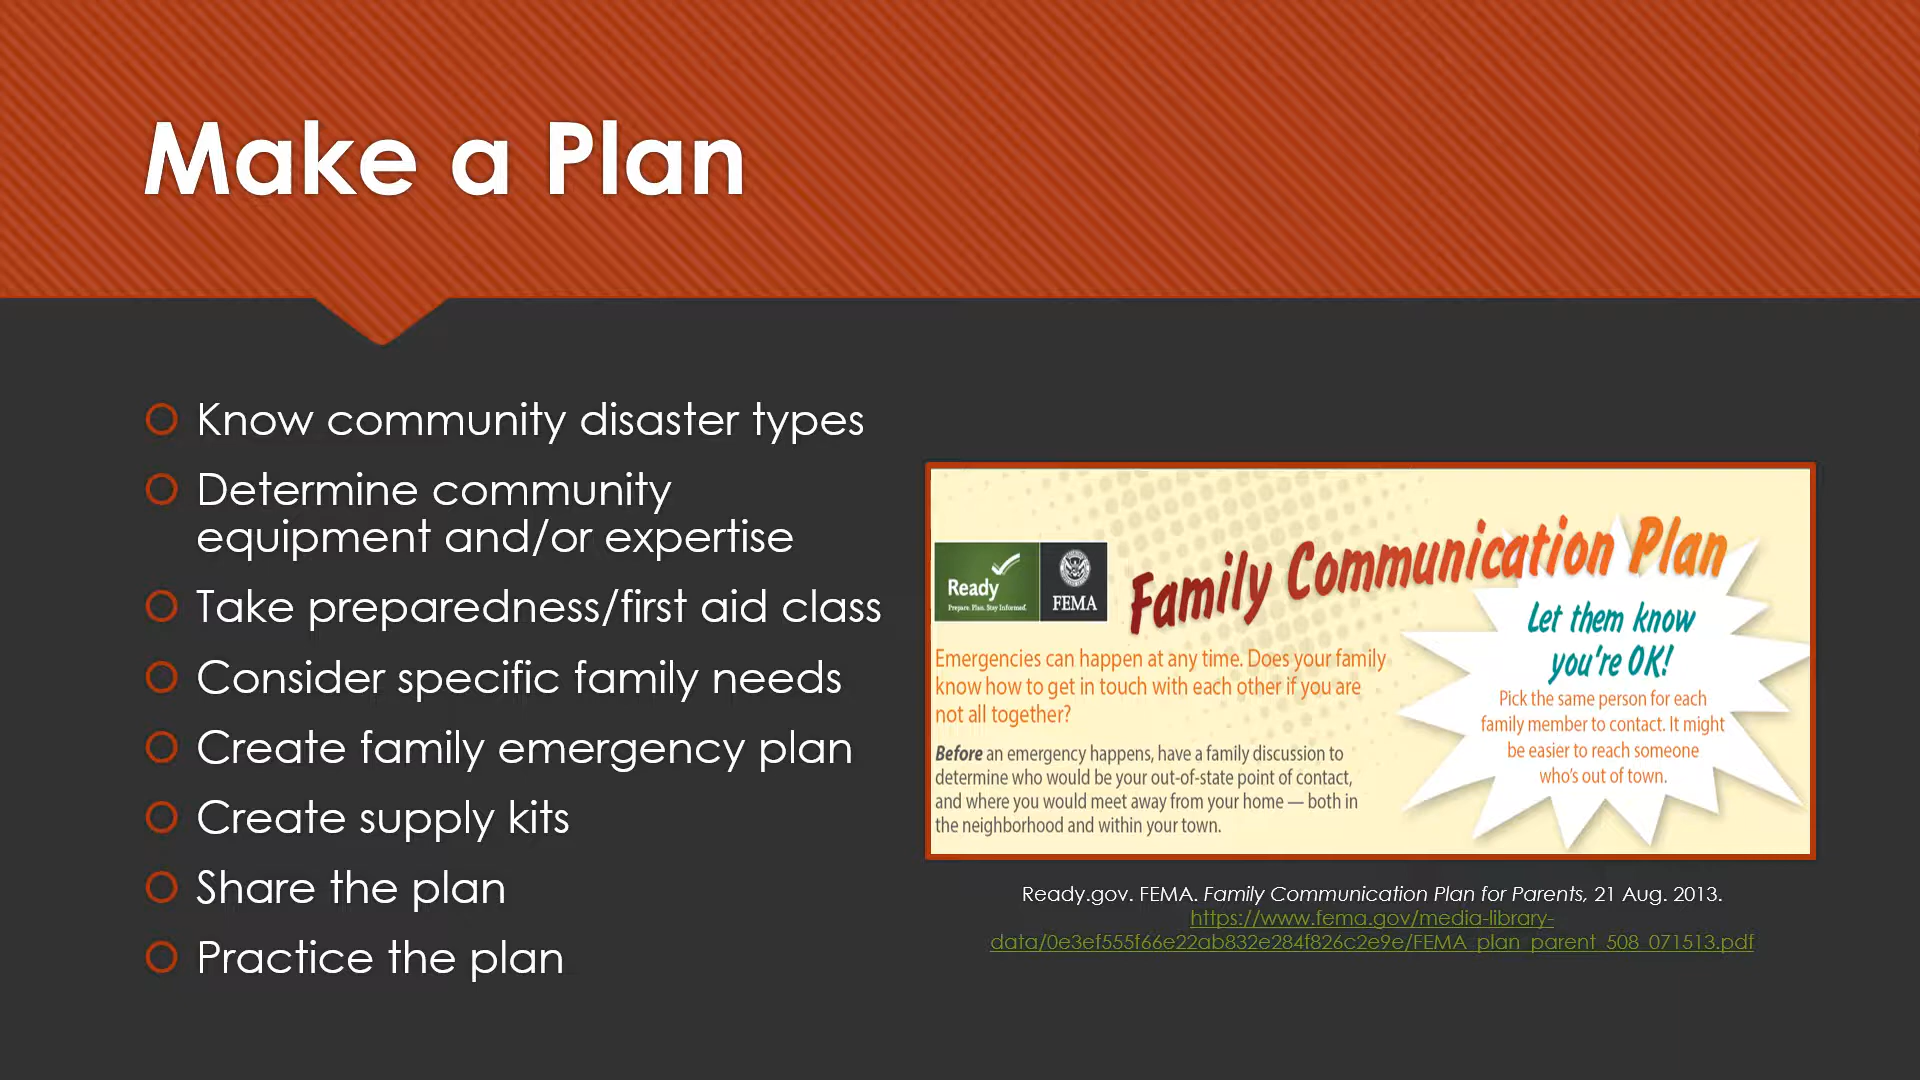 Make a Plan
Know community disaster types
Determine community
equipment and/or expertise
Take preparedness/first aid class
Consider specific family needs
Create family emergency plan
Create supply kits
Share the plan
Practice the plan
Family Communication Plan
Ready
Prepare. Plan. Stay Informed.
FEMA
Emergencies can happen at any time. Does your family
know how to get in touch with each other if you are
not all together?
Before an emergency happens, have a family discussion to
determine who would be your out-of-state point of contact,
and where you would meet away from your home — both in
the neighborhood and within your town.
Let them know
you're OK!
Pick the same person for each
family member to contact. It might
be easier to reach someone
who's out of town.
Ready.gov. FEMA. Family Communication Plan for Parents, 21 Aug. 2013.
https://www.fema.gov/media-library-
data/0e3ef555f66e22ab832e284f826c2e9e/FEMA_plan_parent_508_071513.pdf